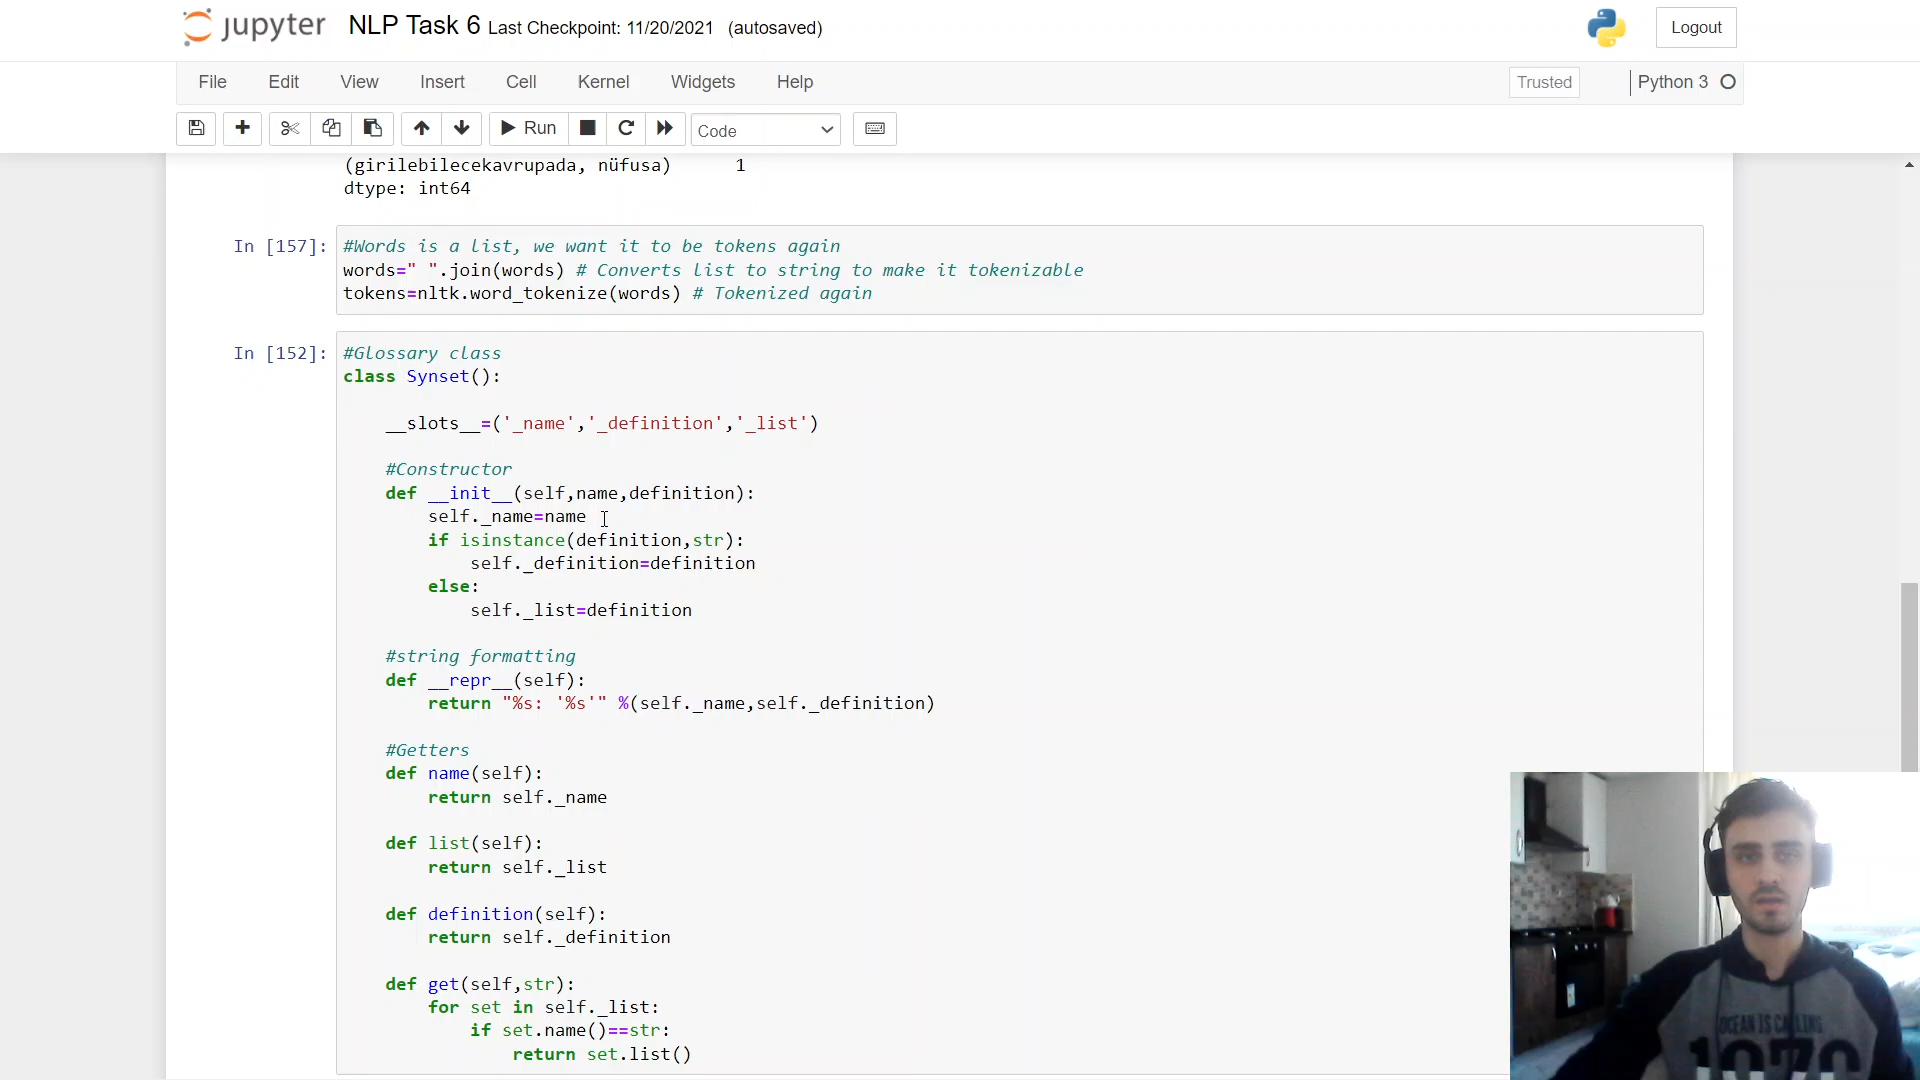 jupyter NLP Task 6 Last Checkpoint: 11/20/2021 (autosaved) Logout
File Edit View Insert Cell Kernel Widgets Help Trusted Python 3
Run Code
(girilebilecekavrupada, nüfusa) 1
dtype: int64
In [157]: #Words is a list, we want it to be tokens again
words=" ".join(words) # Converts list to string to make it tokenizable
tokens=nltk.word_tokenize(words) # Tokenized again
In [152]: #Glossary class
class Synset():
__slots__=('_name','_definition','_list')
#Constructor
def __init__(self,name,definition):
self._name=name
if isinstance(definition,str):
self._definition=definition
else:
self._list=definition
#string formatting
def __repr__(self):
return "%s: '%s'" %(self._name,self._definition)
#Getters
def name(self):
return self._name
def list(self):
return self._list
def definition(self):
return self._definition
def get(self,str):
for set in self._list:
if set.name()==str:
return set.list()
OCEAN IS CALLING